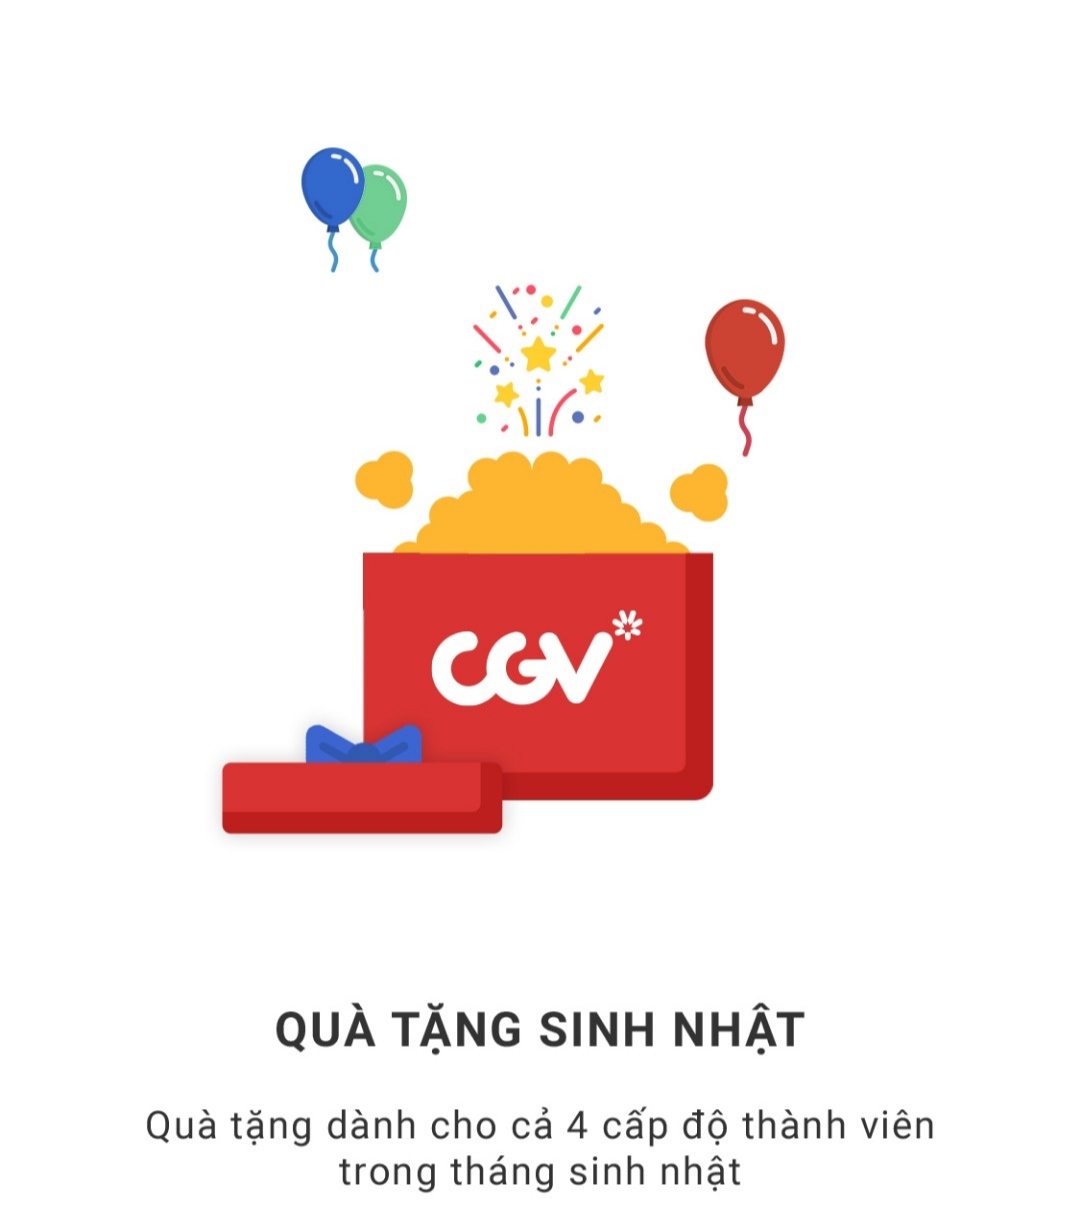 CGV
QUÀ TẶNG SINH NHẬT
Quà tặng dành cho cả 4 cấp độ thành viên
trong tháng sinh nhật